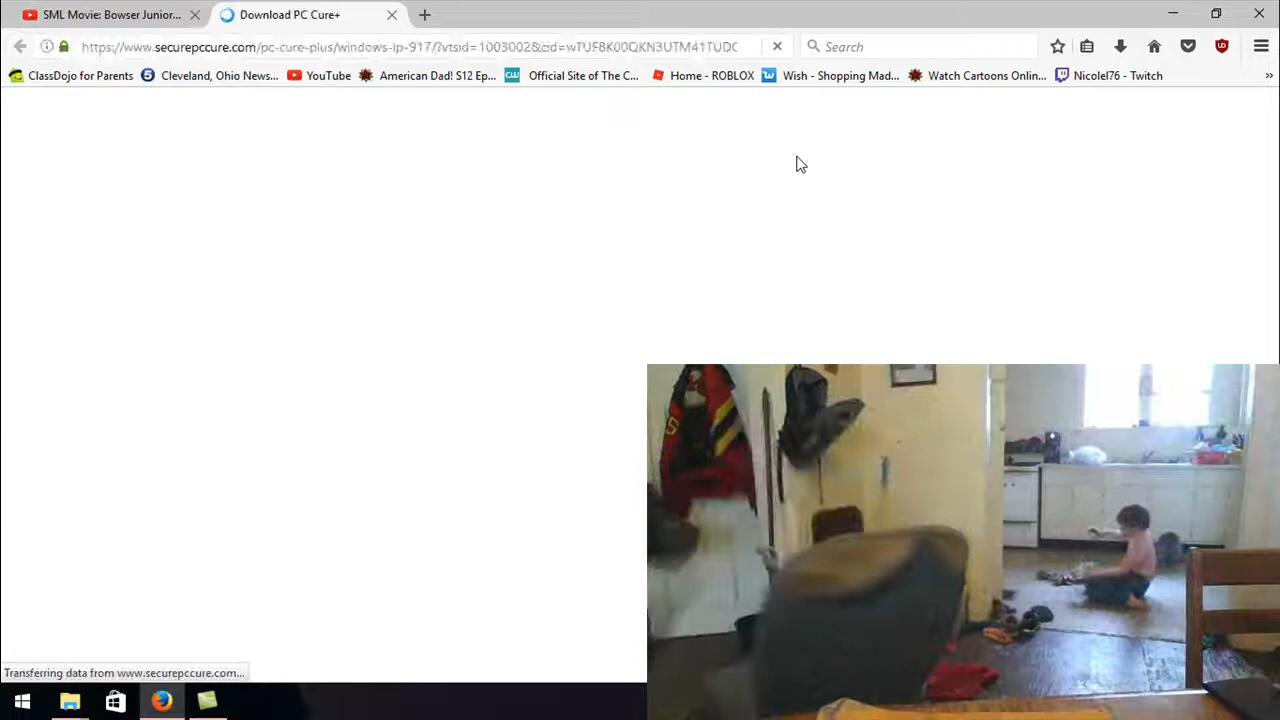 SML Movie: Bowser Junior...
Download PC Cure+
https://www.securepccure.com/pc-cure-plus/windows-ip-917/?vtsid=1003002&cid=wTUF8K00QKN3UTM41TUDC
Search
ClassDojo for Parents
Cleveland, Ohio News...
YouTube
American Dad! S12 Ep...
Official Site of The C...
Home - ROBLOX
Wish - Shopping Mad...
Watch Cartoons Onlin...
Nicolel76 - Twitch
Transferring data from www.securepccure.com...